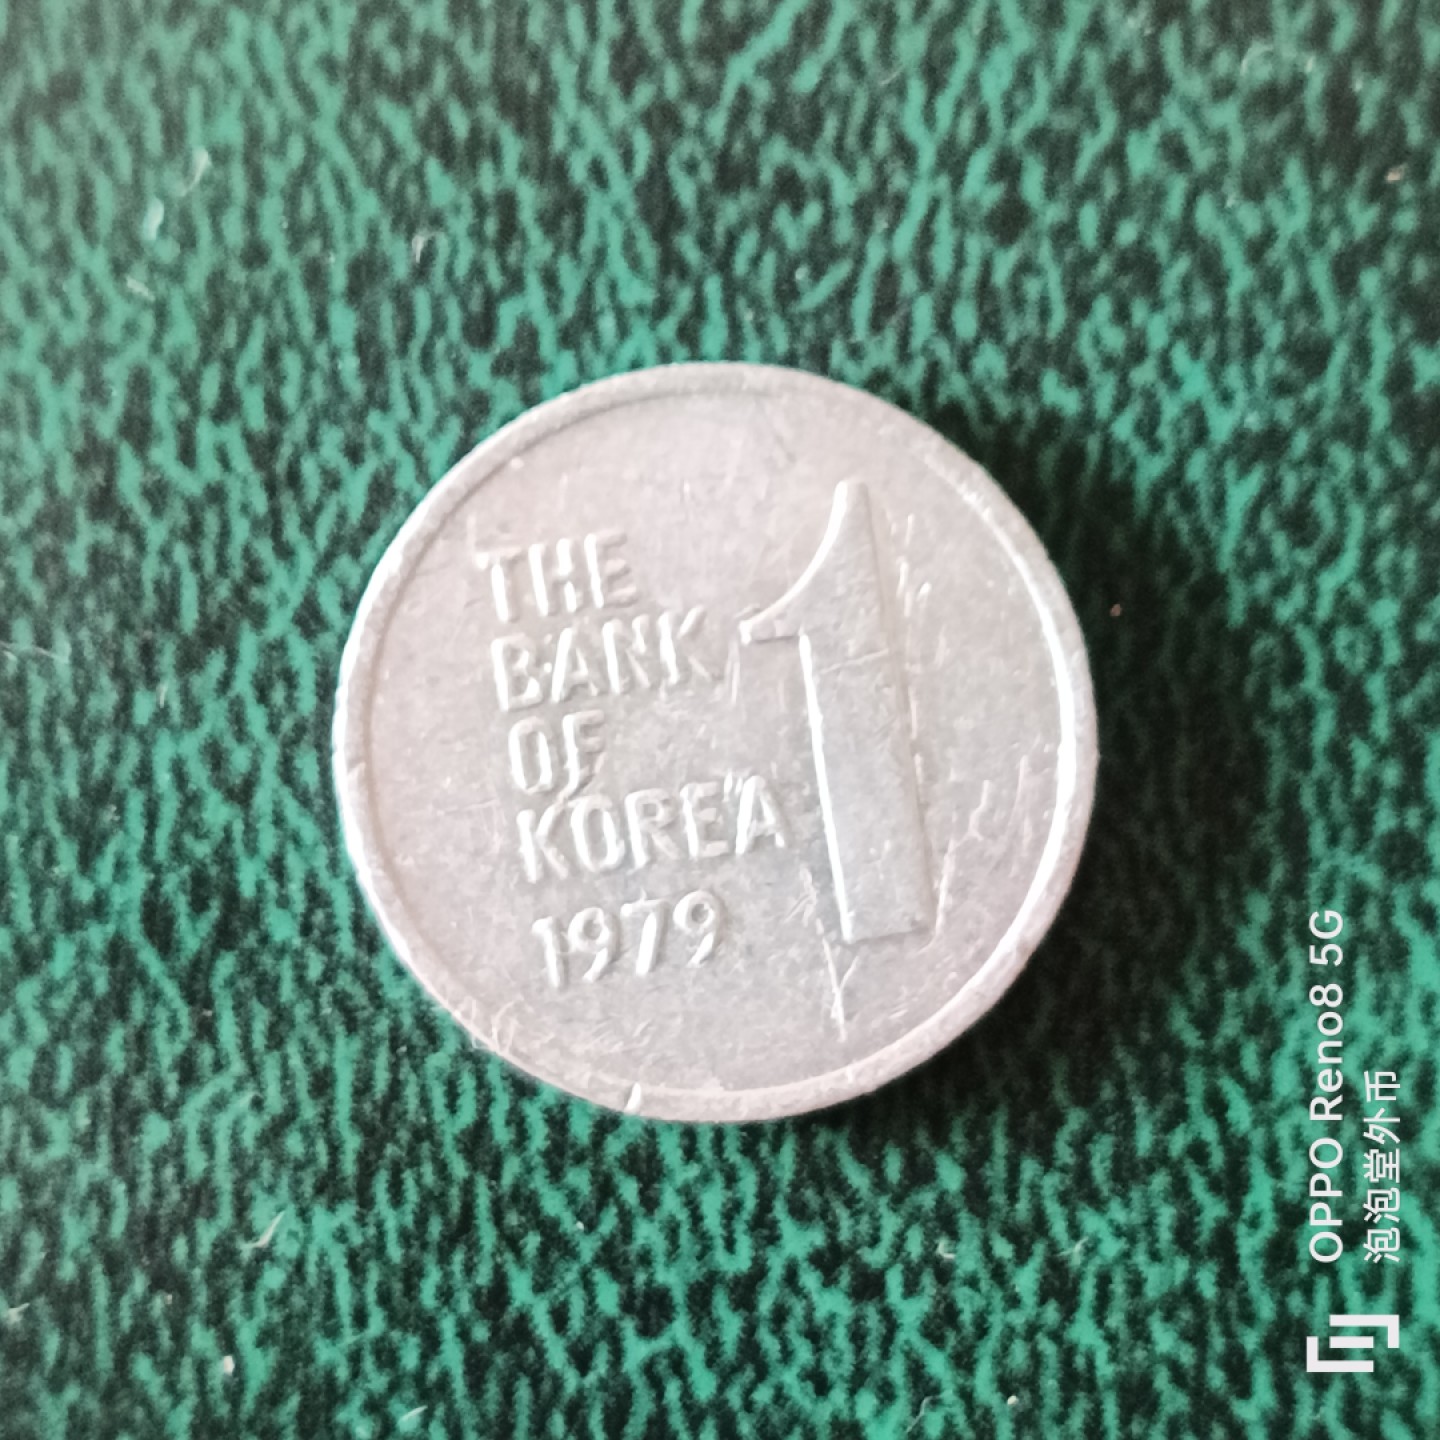 THE
BANK
OF
KOREA
1979
1
OPPO Reno8 5G
泡泡堂外币